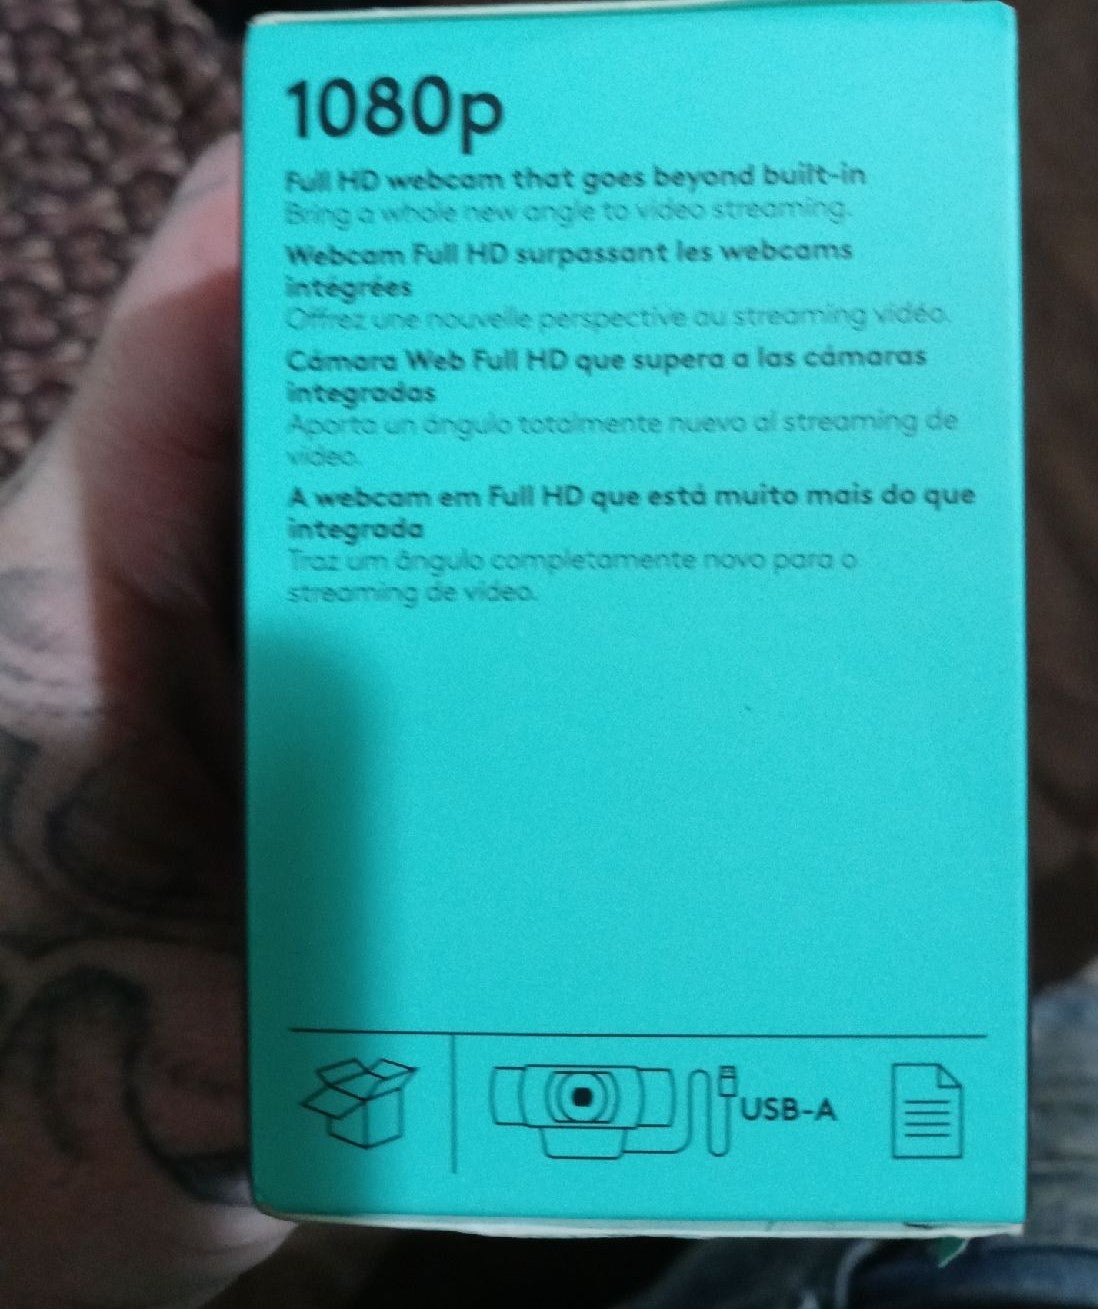 1080p
Full HD webcam that goes beyond built-in
Bring a whole new angle to video streaming.
Webcam Full HD surpassant les webcams
intégrées
Offrez une nouvelle perspective au streaming vidéo.
Cámara Web Full HD que supera a las cámaras
integradas
Aporta un ángulo totalmente nuevo al streaming de
video.
A webcam em Full HD que está muito mais do que
integrada
Traz um ângulo completamente novo para o
streaming de vídeo.
USB-A